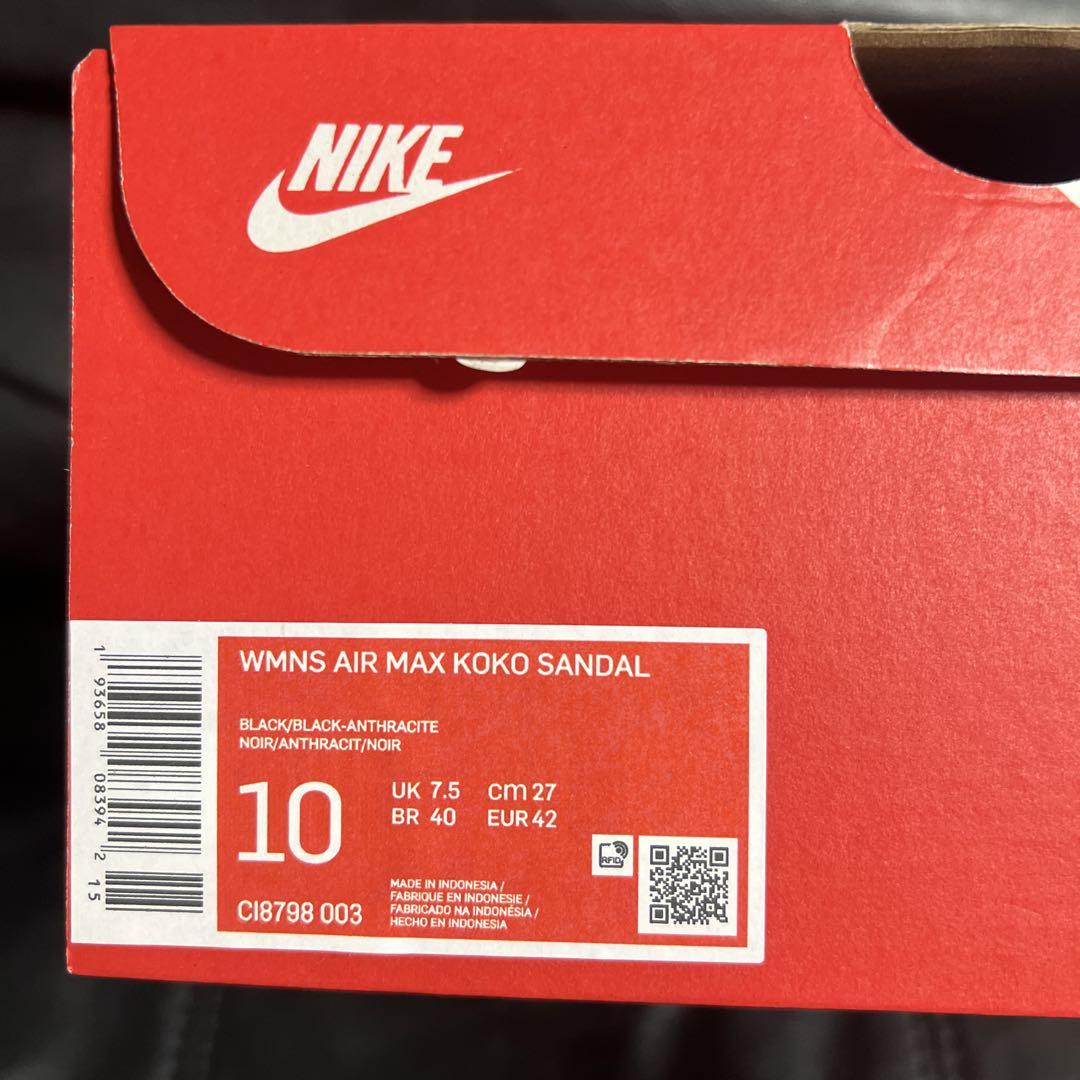 NIKE
WMNS AIR MAX KOKO SANDAL
BLACK/BLACK-ANTHRACITE
NOIR/ANTHRACIT/NOIR
10
UK 7.5 cm 27
BR 40 EUR 42
CI8798 003
MADE IN INDONESIA /
FABRIQUE EN INDONESIE /
FABRICADO NA INDONÉSIA /
HECHO EN INDONESIA
RFID
1 93658 08394 2 15